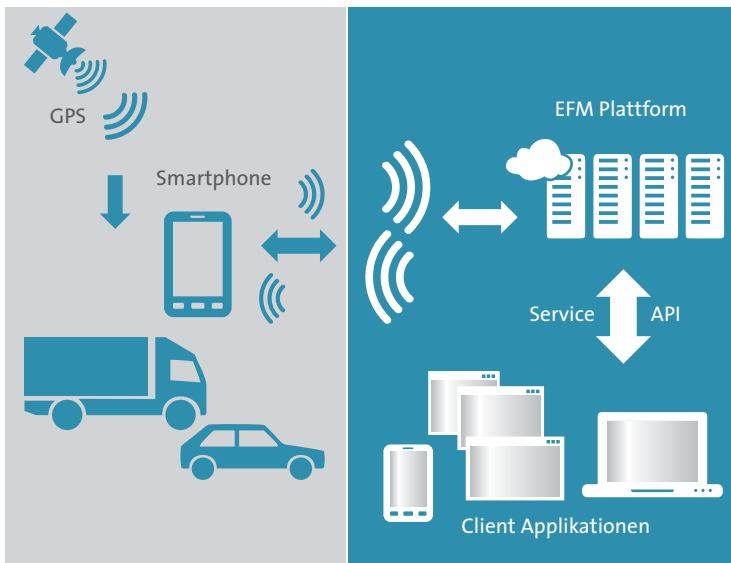 GPS
Smartphone
EFM Plattform
Service API
Client Applikationen